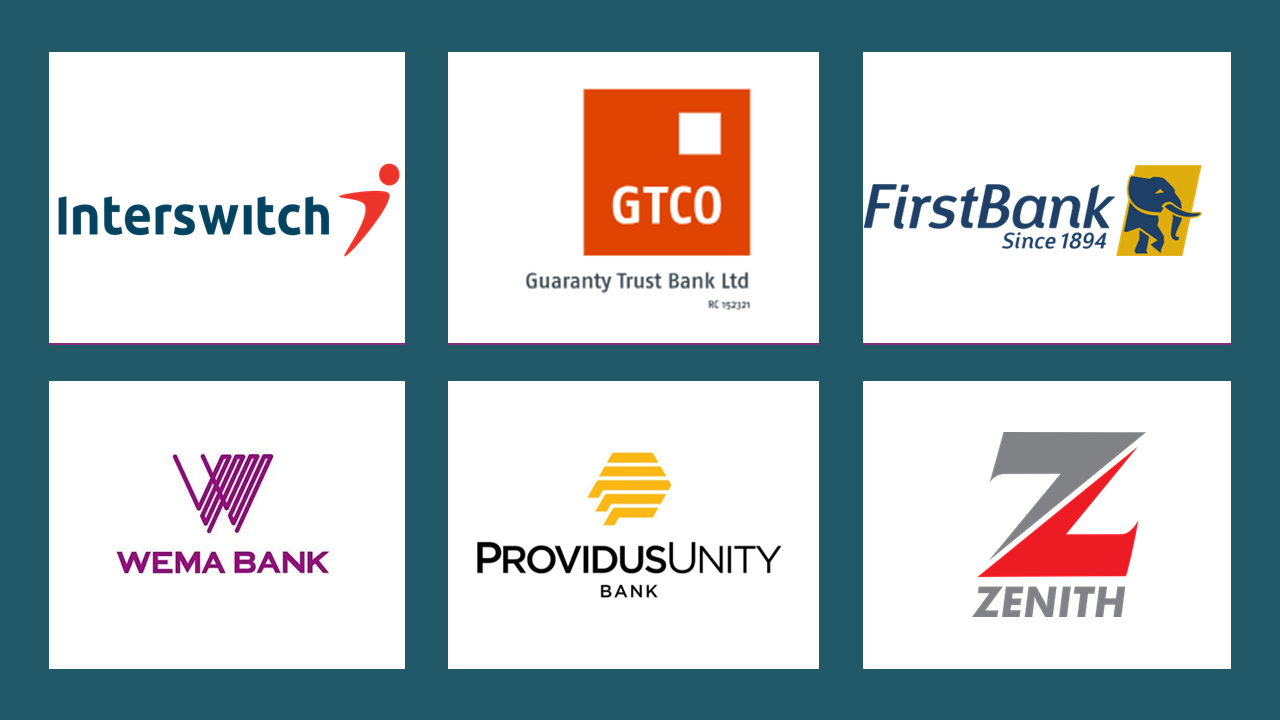 Interswitch
GTCO
Guaranty Trust Bank Ltd
RC 152321
FirstBank
Since 1894
WEMA BANK
PROVIDUSUNITY
BANK
ZENITH